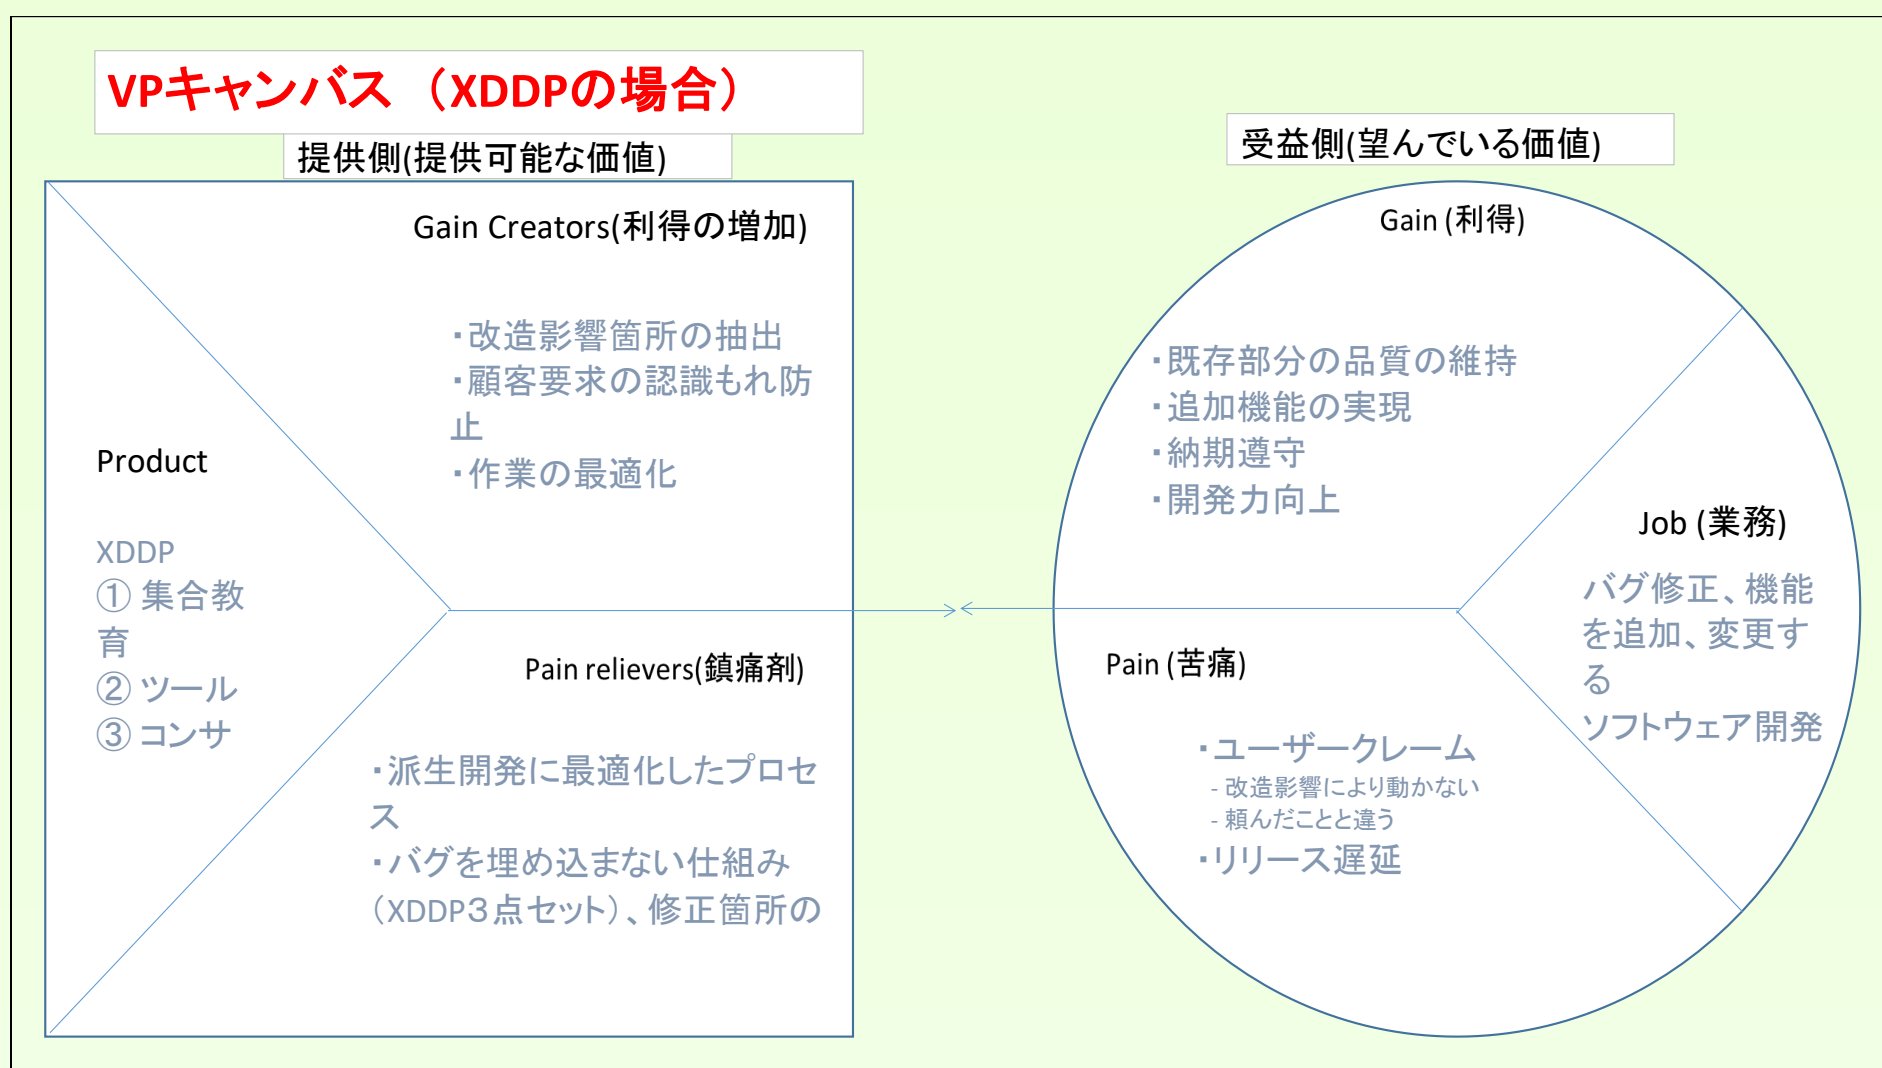 VPキャンバス （XDDPの場合）
提供側(提供可能な価値)
Gain Creators(利得の増加)
・改造影響箇所の抽出
・顧客要求の認識もれ防
止
・作業の最適化
Product
XDDP
① 集合教
育
② ツール
③ コンサ
Pain relievers(鎮痛剤)
・派生開発に最適化したプロセ
ス
・バグを埋め込まない仕組み
（XDDP３点セット）、修正箇所の
受益側(望んでいる価値)
Gain (利得)
・既存部分の品質の維持
・追加機能の実現
・納期遵守
・開発力向上
Job (業務)
バグ修正、機能
を追加、変更す
る
ソフトウェア開発
Pain (苦痛)
・ユーザークレーム
- 改造影響により動かない
- 頼んだことと違う
・リリース遅延